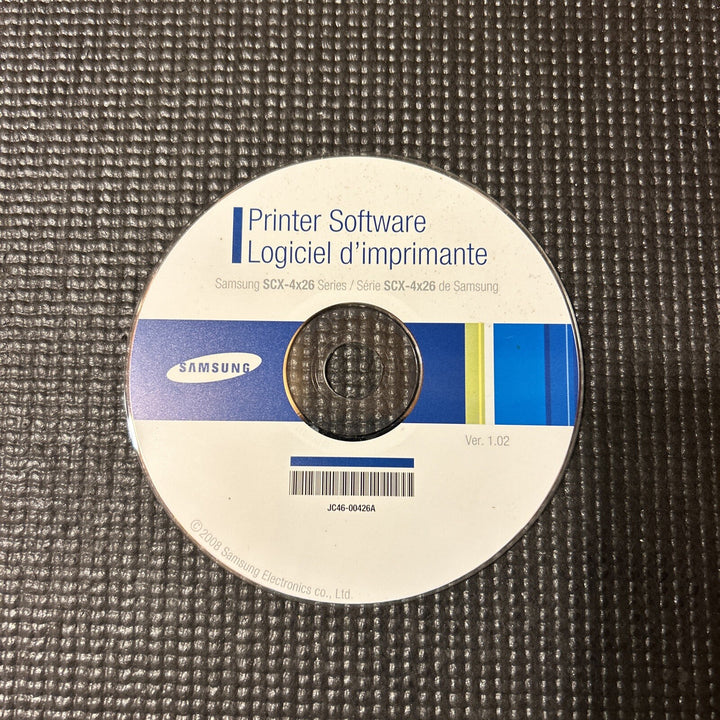 Printer Software
Logiciel d'imprimante
Samsung SCX-4x26 Series / Série SCX-4x26 de Samsung
SAMSUNG
Ver. 1.02
JC46-00426A
© 2008 Samsung Electronics co., Ltd.